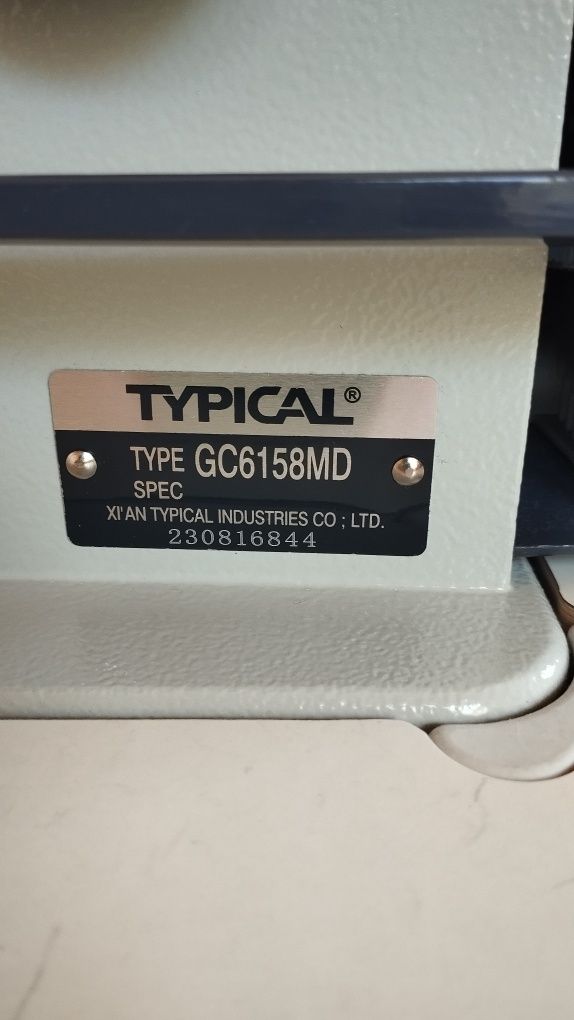 TYPICAL®
TYPE GC6158MD
SPEC
XI'AN TYPICAL INDUSTRIES CO ; LTD.
230816844